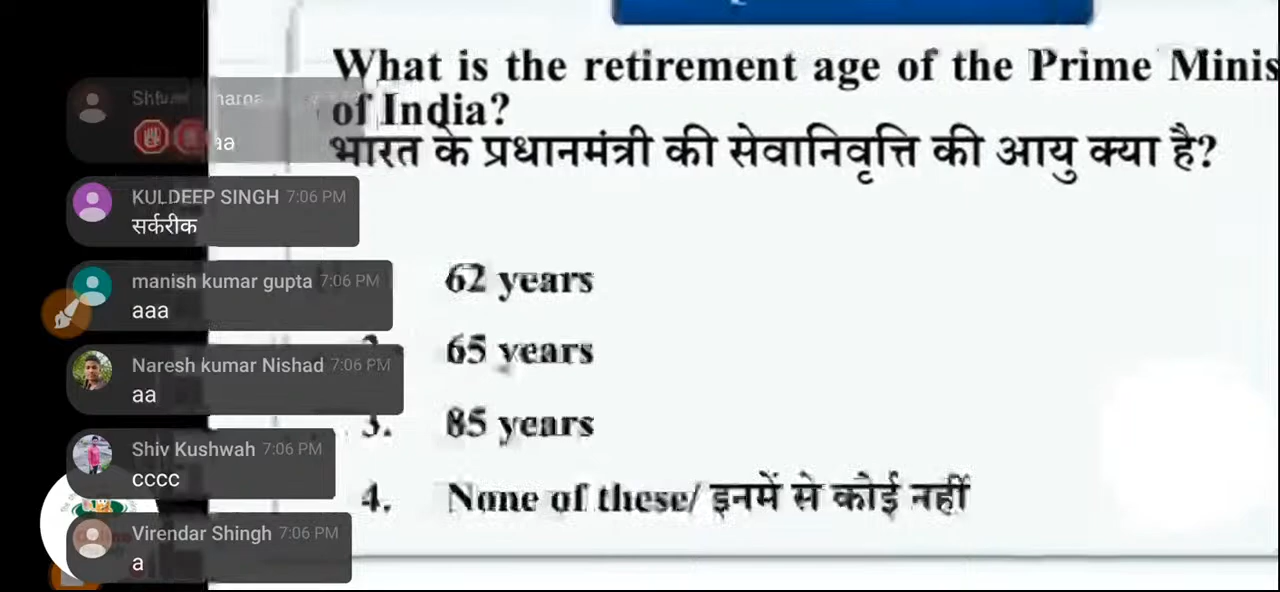 What is the retirement age of the Prime Minis
of India?
भारत के प्रधानमंत्री की सेवानिवृत्ति की आयु क्या है?
62 years
65 years
3. 85 years
4. None of these/ इनमें से कोई नहीं
aa
KULDEEP SINGH 7:06 PM
सर्करीक
manish kumar gupta 7:06 PM
aaa
Naresh kumar Nishad 7:06 PM
aa
Shiv Kushwah 7:06 PM
cccc
Virendar Shingh 7:06 PM
a